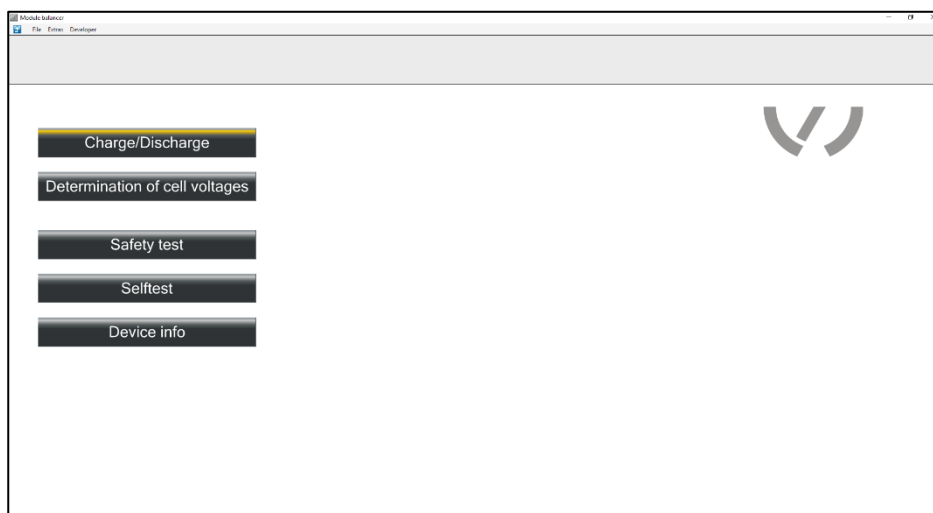 Module balancer
File Extras Developer
Charge/Discharge
Determination of cell voltages
Safety test
Selftest
Device info